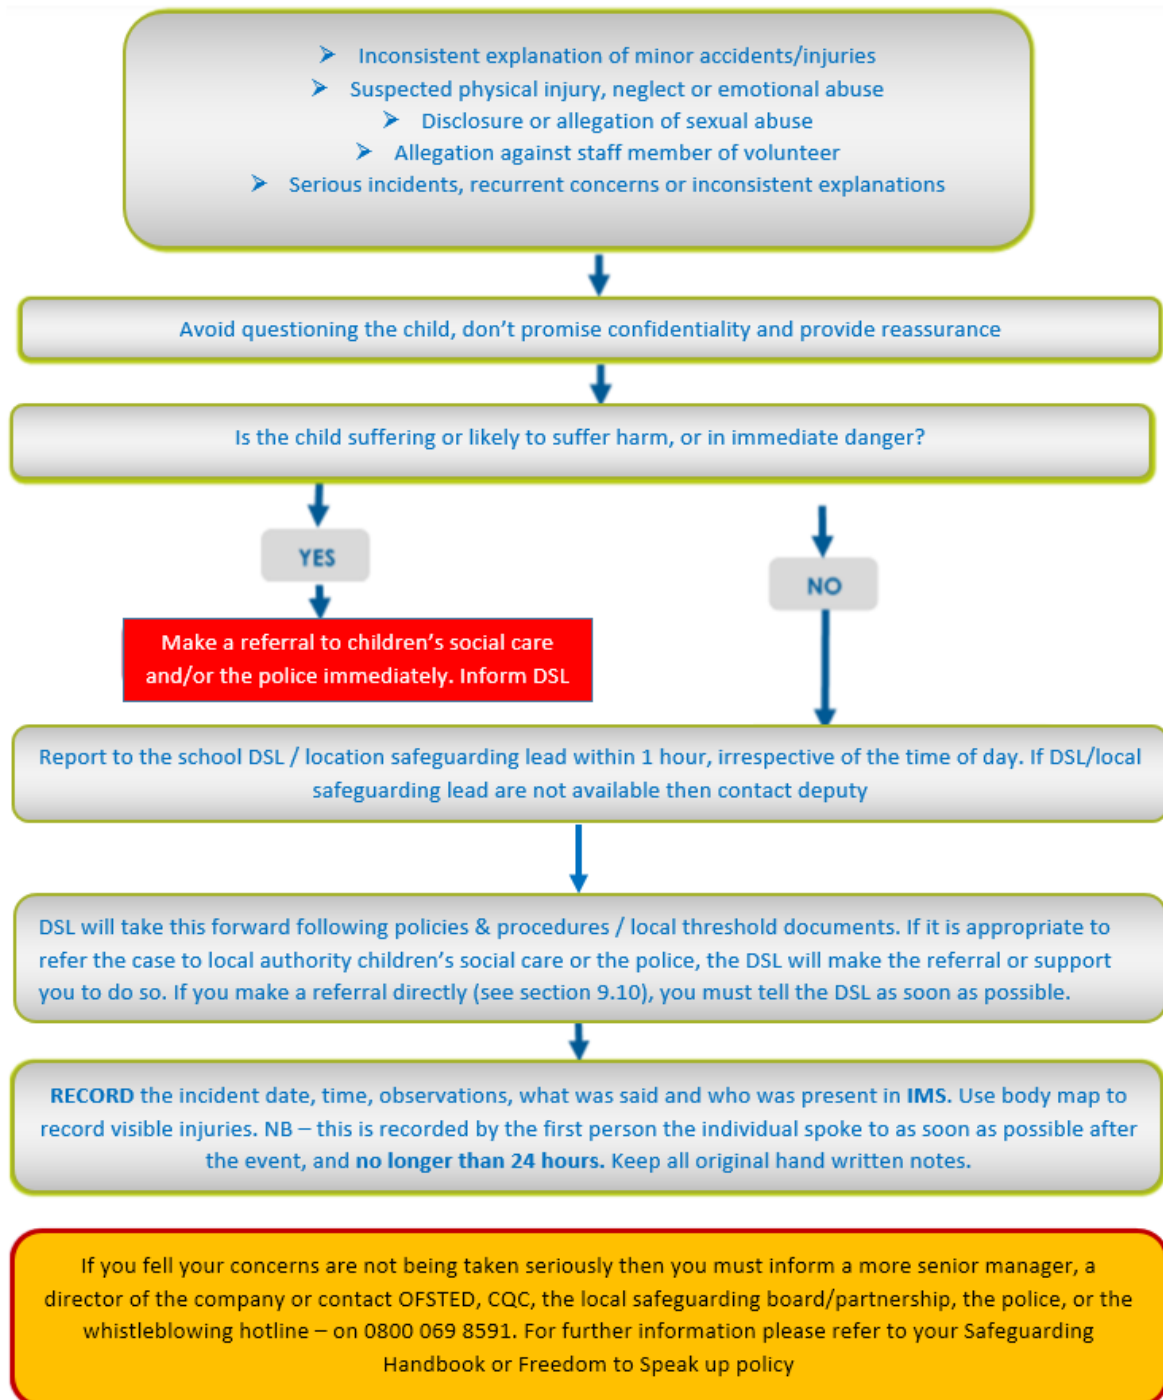 ➤ Inconsistent explanation of minor accidents/injuries
➤ Suspected physical injury, neglect or emotional abuse
➤ Disclosure or allegation of sexual abuse
➤ Allegation against staff member of volunteer
➤ Serious incidents, recurrent concerns or inconsistent explanations
Avoid questioning the child, don't promise confidentiality and provide reassurance
Is the child suffering or likely to suffer harm, or in immediate danger?
YES
NO
Make a referral to children's social care
and/or the police immediately. Inform DSL
Report to the school DSL / location safeguarding lead within 1 hour, irrespective of the time of day. If DSL/local
safeguarding lead are not available then contact deputy
DSL will take this forward following policies & procedures / local threshold documents. If it is appropriate to
refer the case to local authority children's social care or the police, the DSL will make the referral or support
you to do so. If you make a referral directly (see section 9.10), you must tell the DSL as soon as possible.
RECORD the incident date, time, observations, what was said and who was present in IMS. Use body map to
record visible injuries. NB – this is recorded by the first person the individual spoke to as soon as possible after
the event, and no longer than 24 hours. Keep all original hand written notes.
If you fell your concerns are not being taken seriously then you must inform a more senior manager, a
director of the company or contact OFSTED, CQC, the local safeguarding board/partnership, the police, or the
whistleblowing hotline – on 0800 069 8591. For further information please refer to your Safeguarding
Handbook or Freedom to Speak up policy